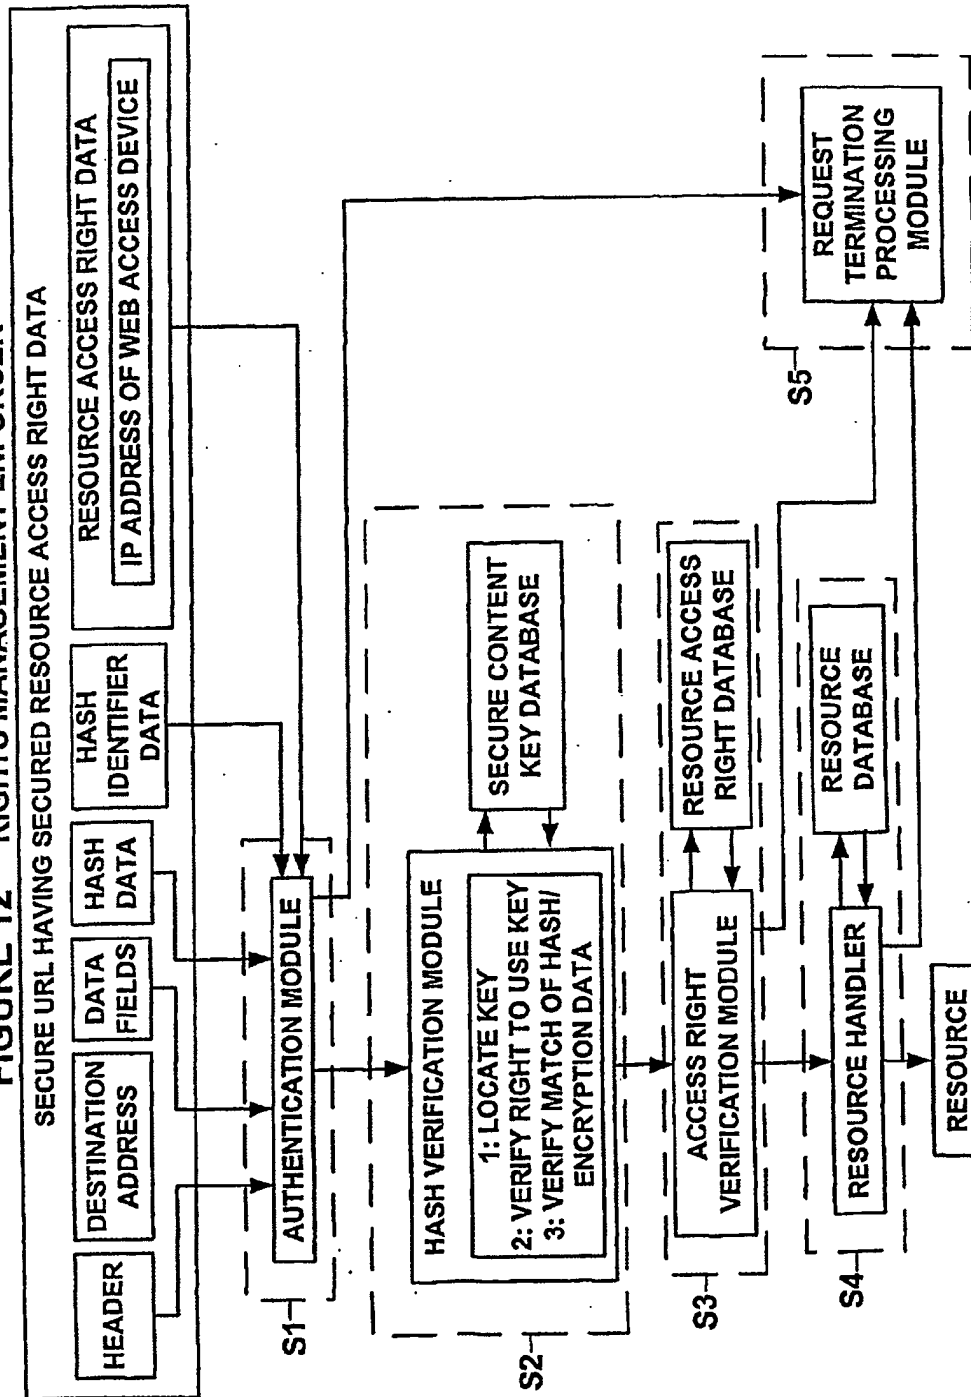 FIGURE 12 RIGHTS MANAGEMENT ENFORCER
SECURE URL HAVING SECURED RESOURCE ACCESS RIGHT DATA
HEADER
DESTINATION
ADDRESS
DATA
FIELDS
HASH
DATA
HASH
IDENTIFIER
DATA
RESOURCE ACCESS RIGHT DATA
IP ADDRESS OF WEB ACCESS DEVICE
S1
AUTHENTICATION MODULE
S2
HASH VERIFICATION MODULE
1: LOCATE KEY
2: VERIFY RIGHT TO USE KEY
3: VERIFY MATCH OF HASH/
ENCRYPTION DATA
SECURE CONTENT
KEY DATABASE
S3
ACCESS RIGHT
VERIFICATION MODULE
RESOURCE ACCESS
RIGHT DATABASE
S4
RESOURCE HANDLER
RESOURCE
DATABASE
S5
REQUEST
TERMINATION
PROCESSING
MODULE
RESOURCE